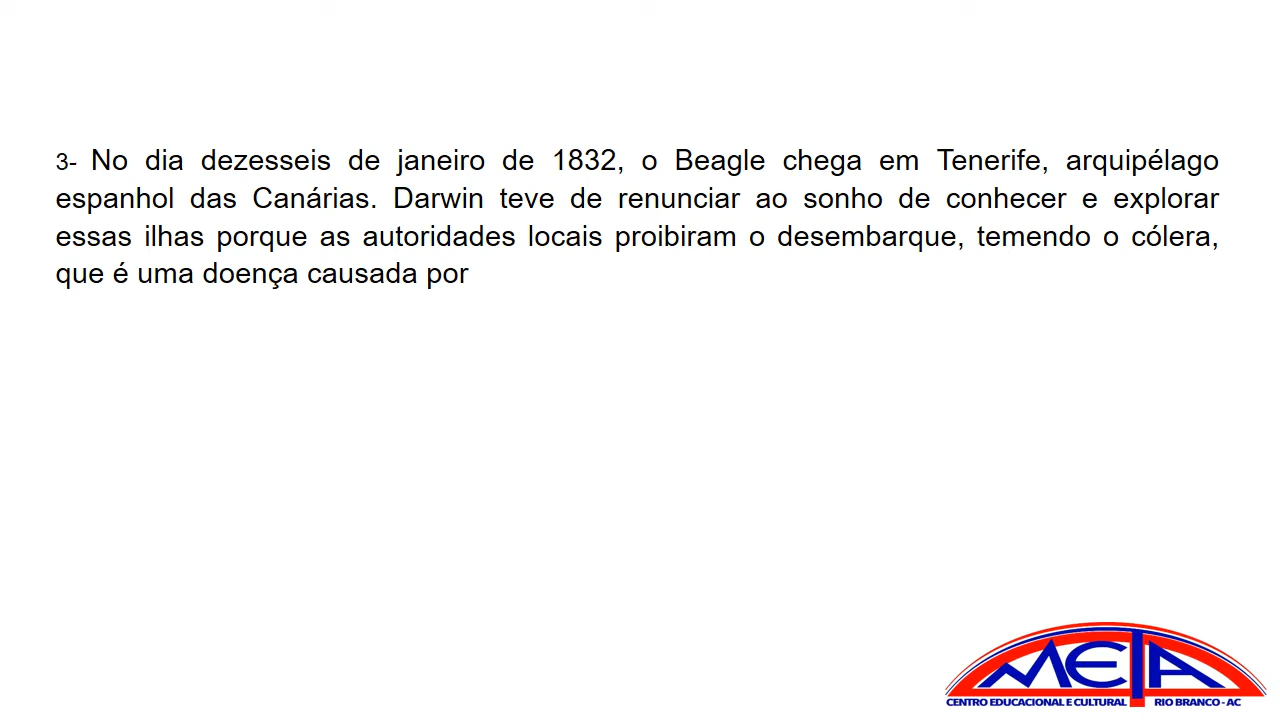 3- No dia dezesseis de janeiro de 1832, o Beagle chega em Tenerife, arquipélago
espanhol das Canárias. Darwin teve de renunciar ao sonho de conhecer e explorar
essas ilhas porque as autoridades locais proibiram o desembarque, temendo o cólera,
que é uma doença causada por
META
CENTRO EDUCACIONAL E CULTURAL RIO BRANCO - AC